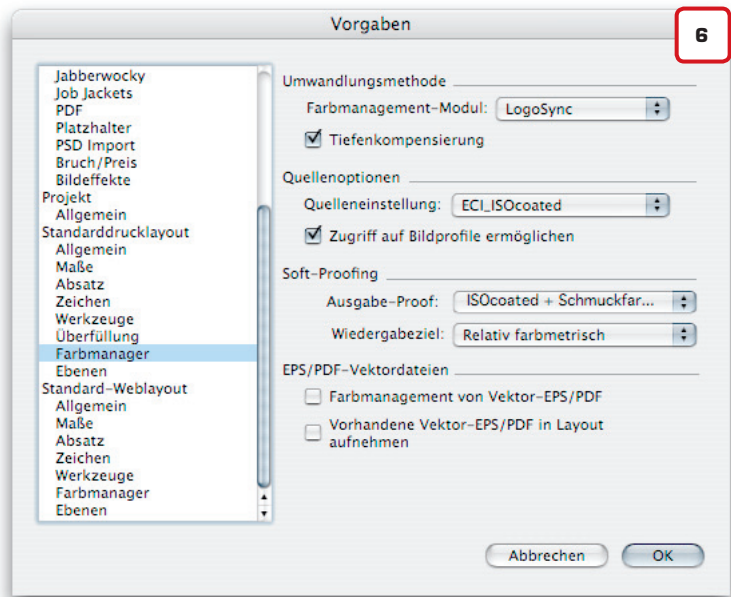 Vorgaben
6
Jabberwocky
Job Jackets
PDF
Platzhalter
PSD Import
Bruch/Preis
Bildeffekte
Projekt
Allgemein
Standarddrucklayout
Allgemein
Maße
Absatz
Zeichen
Werkzeuge
Überfüllung
Farbmanager
Ebenen
Standard-Weblayout
Allgemein
Maße
Absatz
Zeichen
Werkzeuge
Farbmanager
Ebenen
Umwandlungsmethode
Farbmanagement-Modul: LogoSync
Tiefenkompensierung
Quellenoptionen
Quelleneinstellung: ECI_ISOcoated
Zugriff auf Bildprofile ermöglichen
Soft-Proofing
Ausgabe-Proof: ISOcoated + Schmuckfar...
Wiedergabeziel: Relativ farbmetrisch
EPS/PDF-Vektordateien
Farbmanagement von Vektor-EPS/PDF
Vorhandene Vektor-EPS/PDF in Layout
aufnehmen
Abbrechen
OK